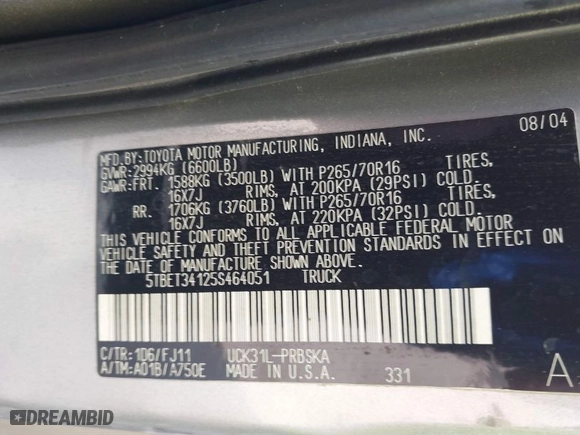 MFD.BY:TOYOTA MOTOR MANUFACTURING, INDIANA, INC. 08/04
GVWR:2994KG (6600LB)
GAWR:FRT. 1588KG (3500LB) WITH P265/70R16 TIRES,
16X7J RIMS, AT 200KPA (29PSI) COLD.
RR. 1706KG (3760LB) WITH P265/70R16 TIRES,
16X7J RIMS, AT 220KPA (32PSI) COLD.
THIS VEHICLE CONFORMS TO ALL APPLICABLE FEDERAL MOTOR
VEHICLE SAFETY AND THEFT PREVENTION STANDARDS IN EFFECT ON
THE DATE OF MANUFACTURE SHOWN ABOVE.
5TBET34125S464051 TRUCK
C/TR:1D6/FJ11 UCK31L-PRBSKA
A/TM:A01B/A750E MADE IN U.S.A. 331 A
DREAMBID